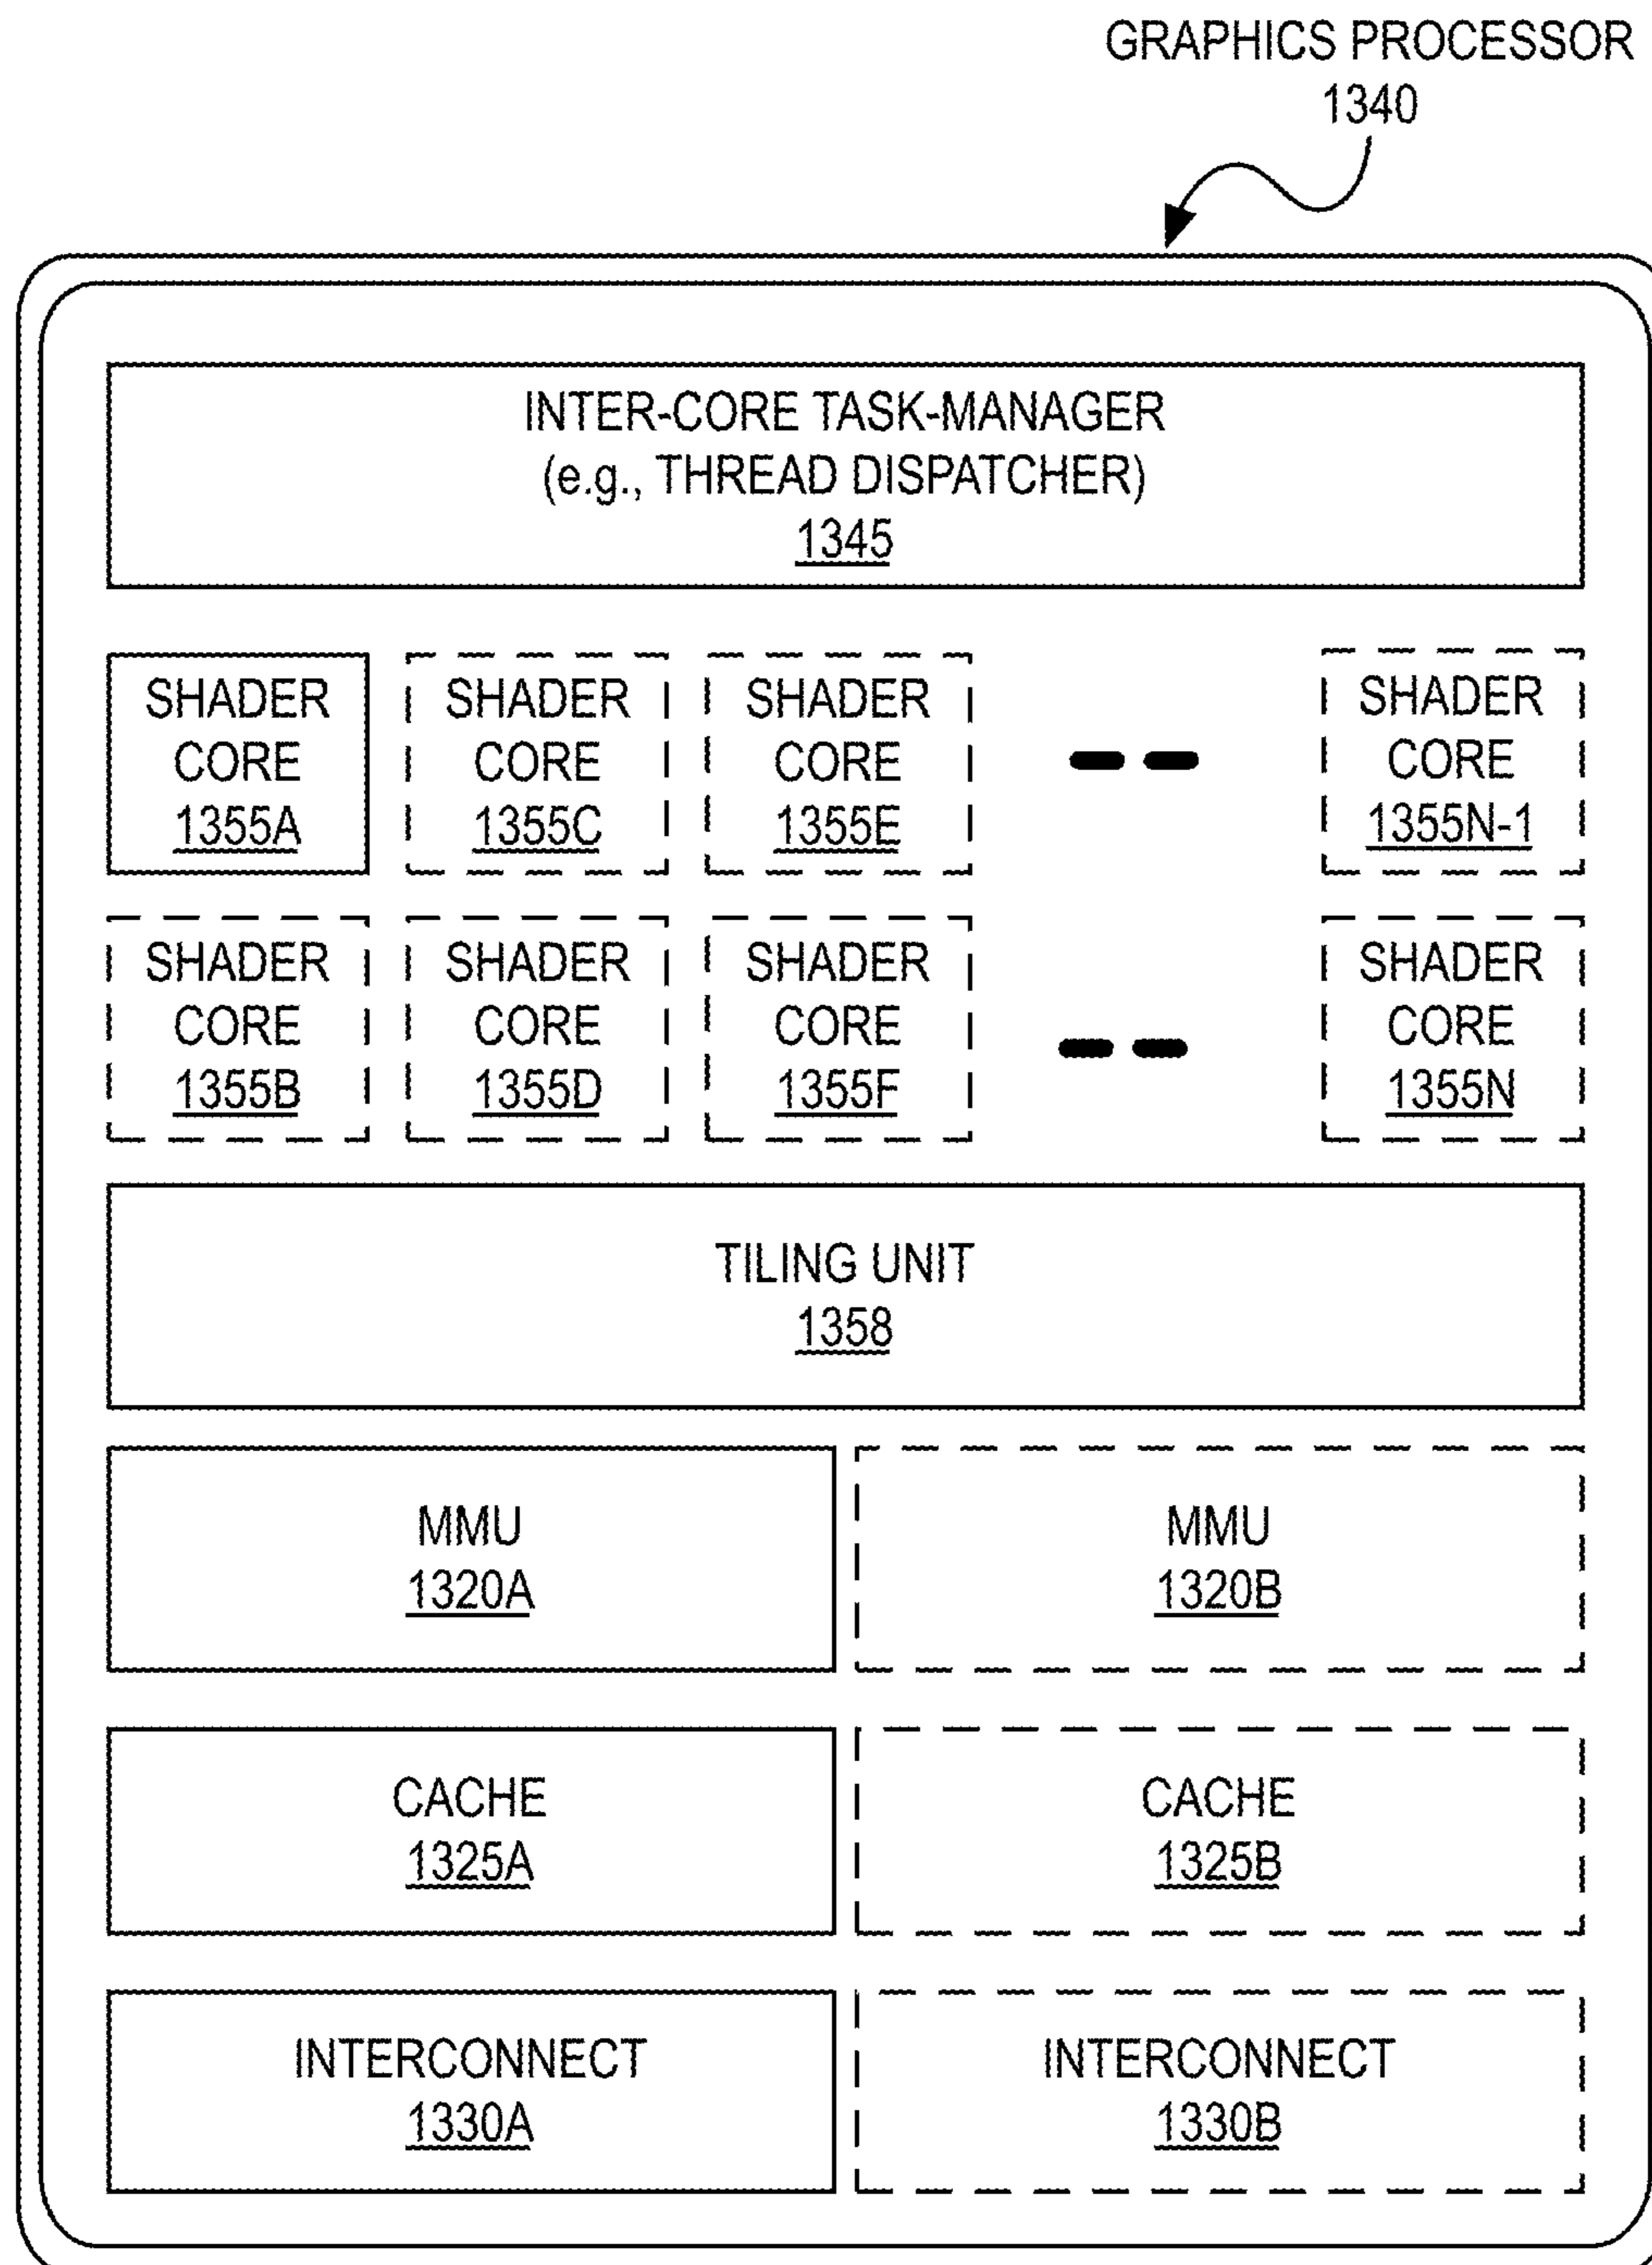 GRAPHICS PROCESSOR
1340
INTER-CORE TASK-MANAGER
(e.g., THREAD DISPATCHER)
1345
SHADER
CORE
1355A
SHADER
CORE
1355C
SHADER
CORE
1355E
SHADER
CORE
1355N-1
SHADER
CORE
1355B
SHADER
CORE
1355D
SHADER
CORE
1355F
SHADER
CORE
1355N
TILING UNIT
1358
MMU
1320A
MMU
1320B
CACHE
1325A
CACHE
1325B
INTERCONNECT
1330A
INTERCONNECT
1330B